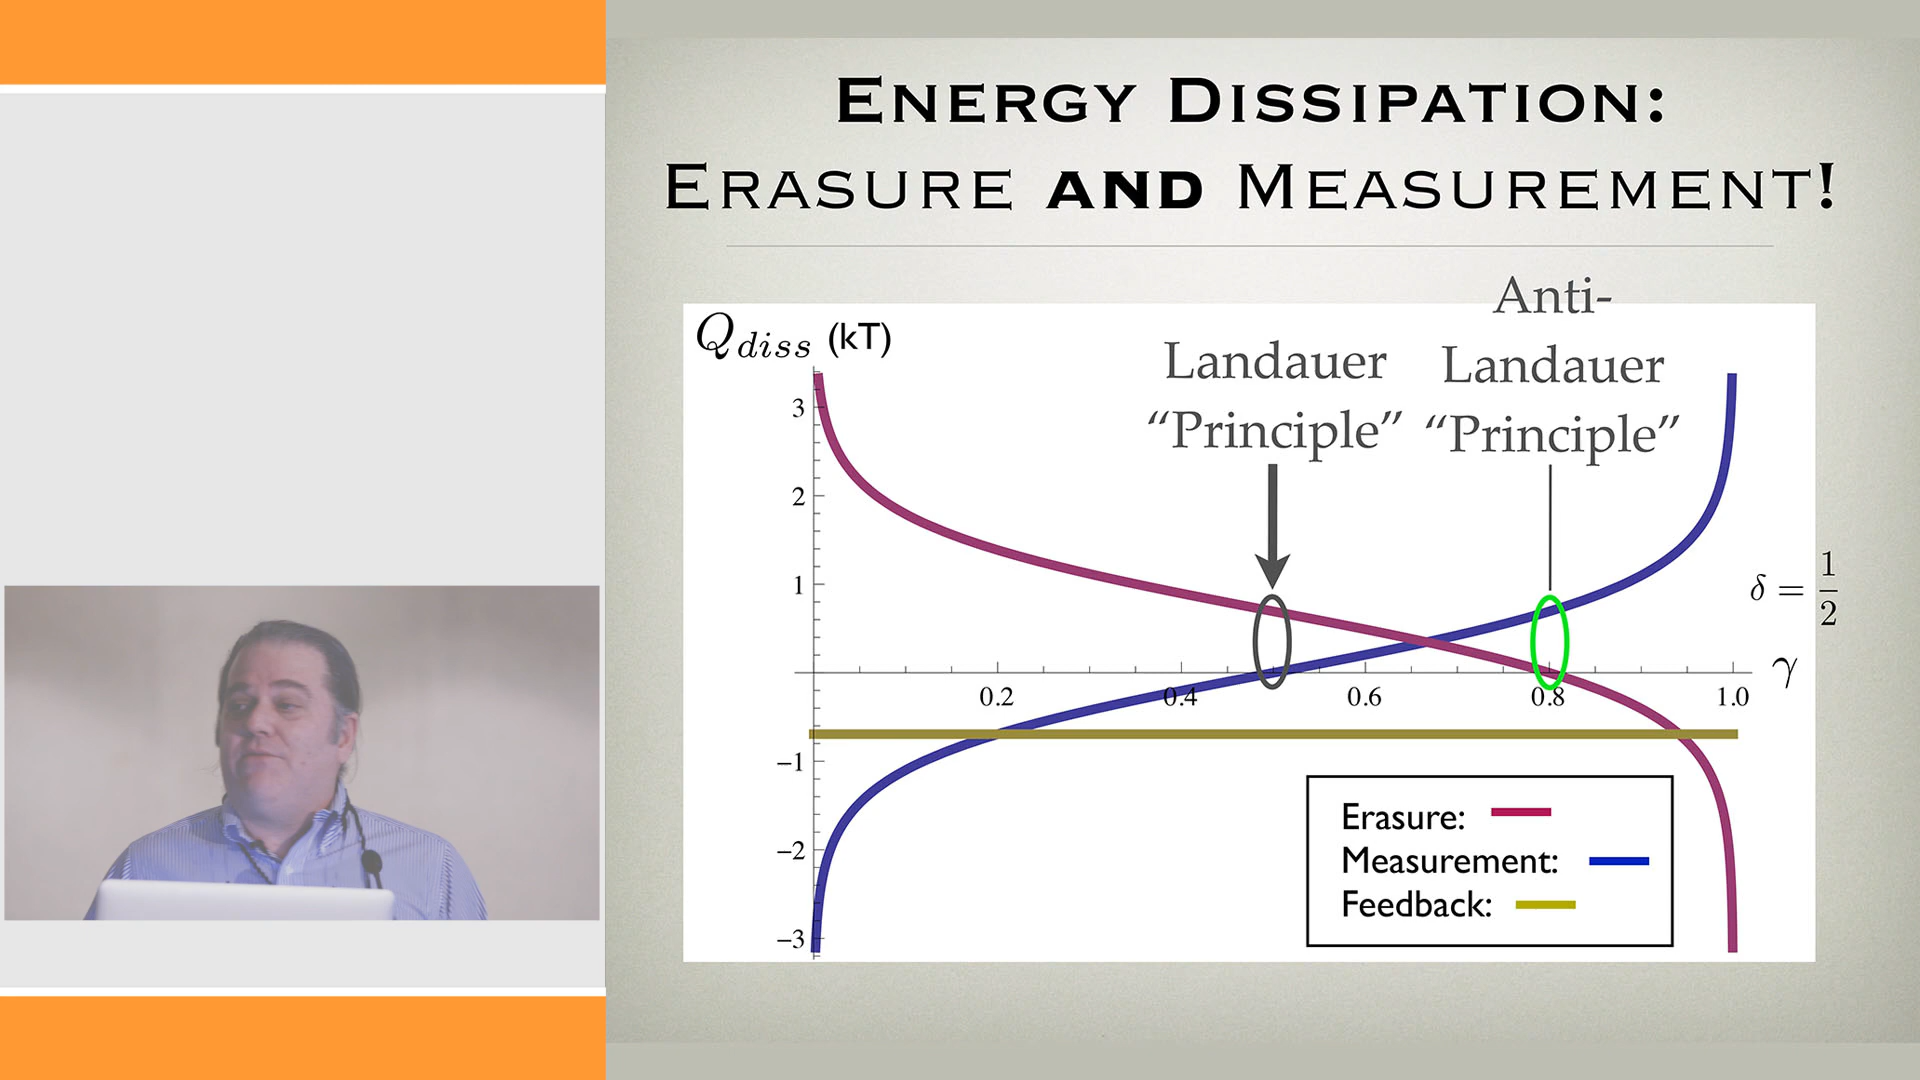 ENERGY DISSIPATION:
ERASURE AND MEASUREMENT!
Anti-
Landauer
“Principle”
Landauer
“Principle”
Q_diss (kT)
3
2
1
−1
−2
−3
0.2
0.4
0.6
0.8
1.0
γ
δ = 1/2
Erasure:
Measurement:
Feedback: